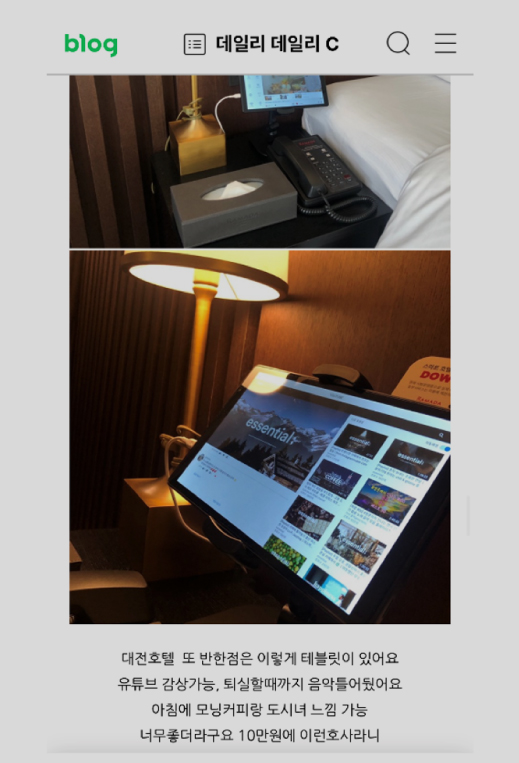 blog
데일리 데일리 C
essential;
DOW
대전호텔 또 반한점은 이렇게 테블릿이 있어요
유튜브 감상가능, 퇴실할때까지 음악틀어뒀어요
아침에 모닝커피랑 도시녀 느낌 가능
너무좋더라구요 10만원에 이런호사라니